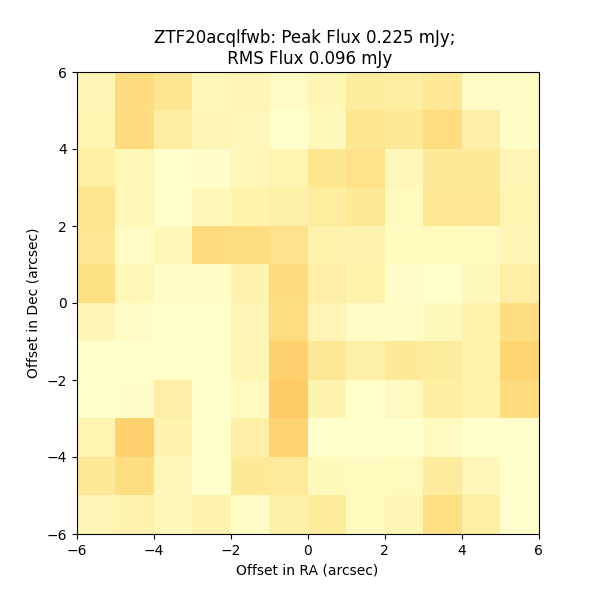 ZTF20acqlfwb: Peak Flux 0.225 mJy;
RMS Flux 0.096 mJy
6
4
2
0
−2
−4
−6
Offset in Dec (arcsec)
−6 −4 −2 0 2 4 6
Offset in RA (arcsec)